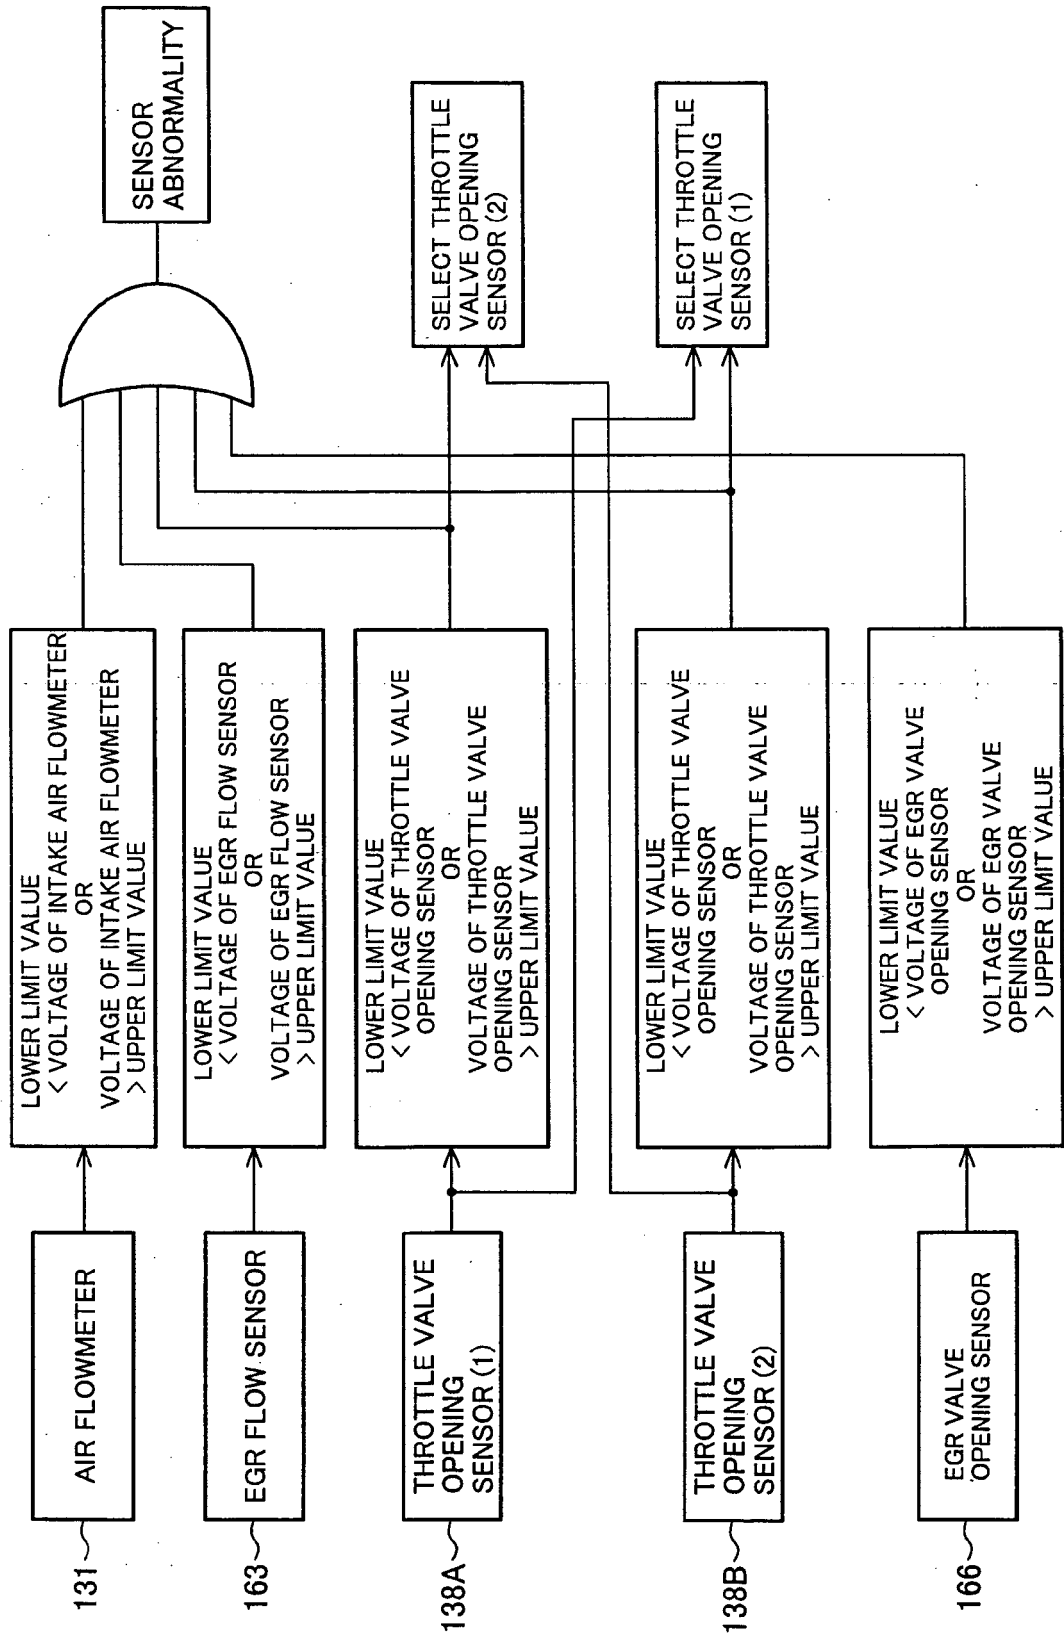 131
AIR FLOWMETER
LOWER LIMIT VALUE
< VOLTAGE OF INTAKE AIR FLOWMETER
OR
VOLTAGE OF INTAKE AIR FLOWMETER
> UPPER LIMIT VALUE
SENSOR
ABNORMALITY
163
EGR FLOW SENSOR
LOWER LIMIT VALUE
< VOLTAGE OF EGR FLOW SENSOR
OR
VOLTAGE OF EGR FLOW SENSOR
> UPPER LIMIT VALUE
138A
THROTTLE VALVE
OPENING
SENSOR (1)
LOWER LIMIT VALUE
< VOLTAGE OF THROTTLE VALVE
OPENING SENSOR
OR
VOLTAGE OF THROTTLE VALVE
OPENING SENSOR
> UPPER LIMIT VALUE
SELECT THROTTLE
VALVE OPENING
SENSOR (2)
138B
THROTTLE VALVE
OPENING
SENSOR (2)
LOWER LIMIT VALUE
< VOLTAGE OF THROTTLE VALVE
OPENING SENSOR
OR
VOLTAGE OF THROTTLE VALVE
OPENING SENSOR
> UPPER LIMIT VALUE
SELECT THROTTLE
VALVE OPENING
SENSOR (1)
166
EGR VALVE
OPENING SENSOR
LOWER LIMIT VALUE
< VOLTAGE OF EGR VALVE
OPENING SENSOR
OR
VOLTAGE OF EGR VALVE
OPENING SENSOR
> UPPER LIMIT VALUE